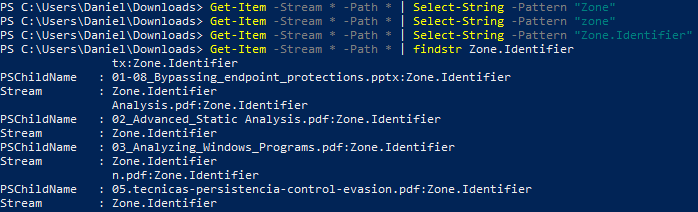 PS C:\Users\Daniel\Downloads> Get-Item -Stream * -Path * | Select-String -Pattern "Zone"
PS C:\Users\Daniel\Downloads> Get-Item -Stream * -Path * | Select-String -Pattern "zone"
PS C:\Users\Daniel\Downloads> Get-Item -Stream * -Path * | Select-String -Pattern "Zone.Identifier"
PS C:\Users\Daniel\Downloads> Get-Item -Stream * -Path * | findstr Zone.Identifier
tx:Zone.Identifier
PSChildName : 01-08_Bypassing_endpoint_protections.pptx:Zone.Identifier
Stream : Zone.Identifier
Analysis.pdf:Zone.Identifier
PSChildName : 02_Advanced_Static Analysis.pdf:Zone.Identifier
Stream : Zone.Identifier
PSChildName : 03_Analyzing_Windows_Programs.pdf:Zone.Identifier
Stream : Zone.Identifier
n.pdf:Zone.Identifier
PSChildName : 05.tecnicas-persistencia-control-evasion.pdf:Zone.Identifier
Stream : Zone.Identifier